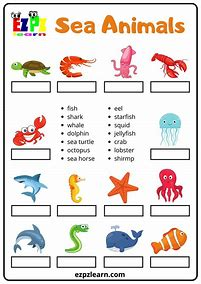 EZPZ
learn
Sea Animals
• fish
• shark
• whale
• dolphin
• sea turtle
• octopus
• sea horse
• eel
• starfish
• squid
• jellyfish
• crab
• lobster
• shirmp
ezpzlearn.com